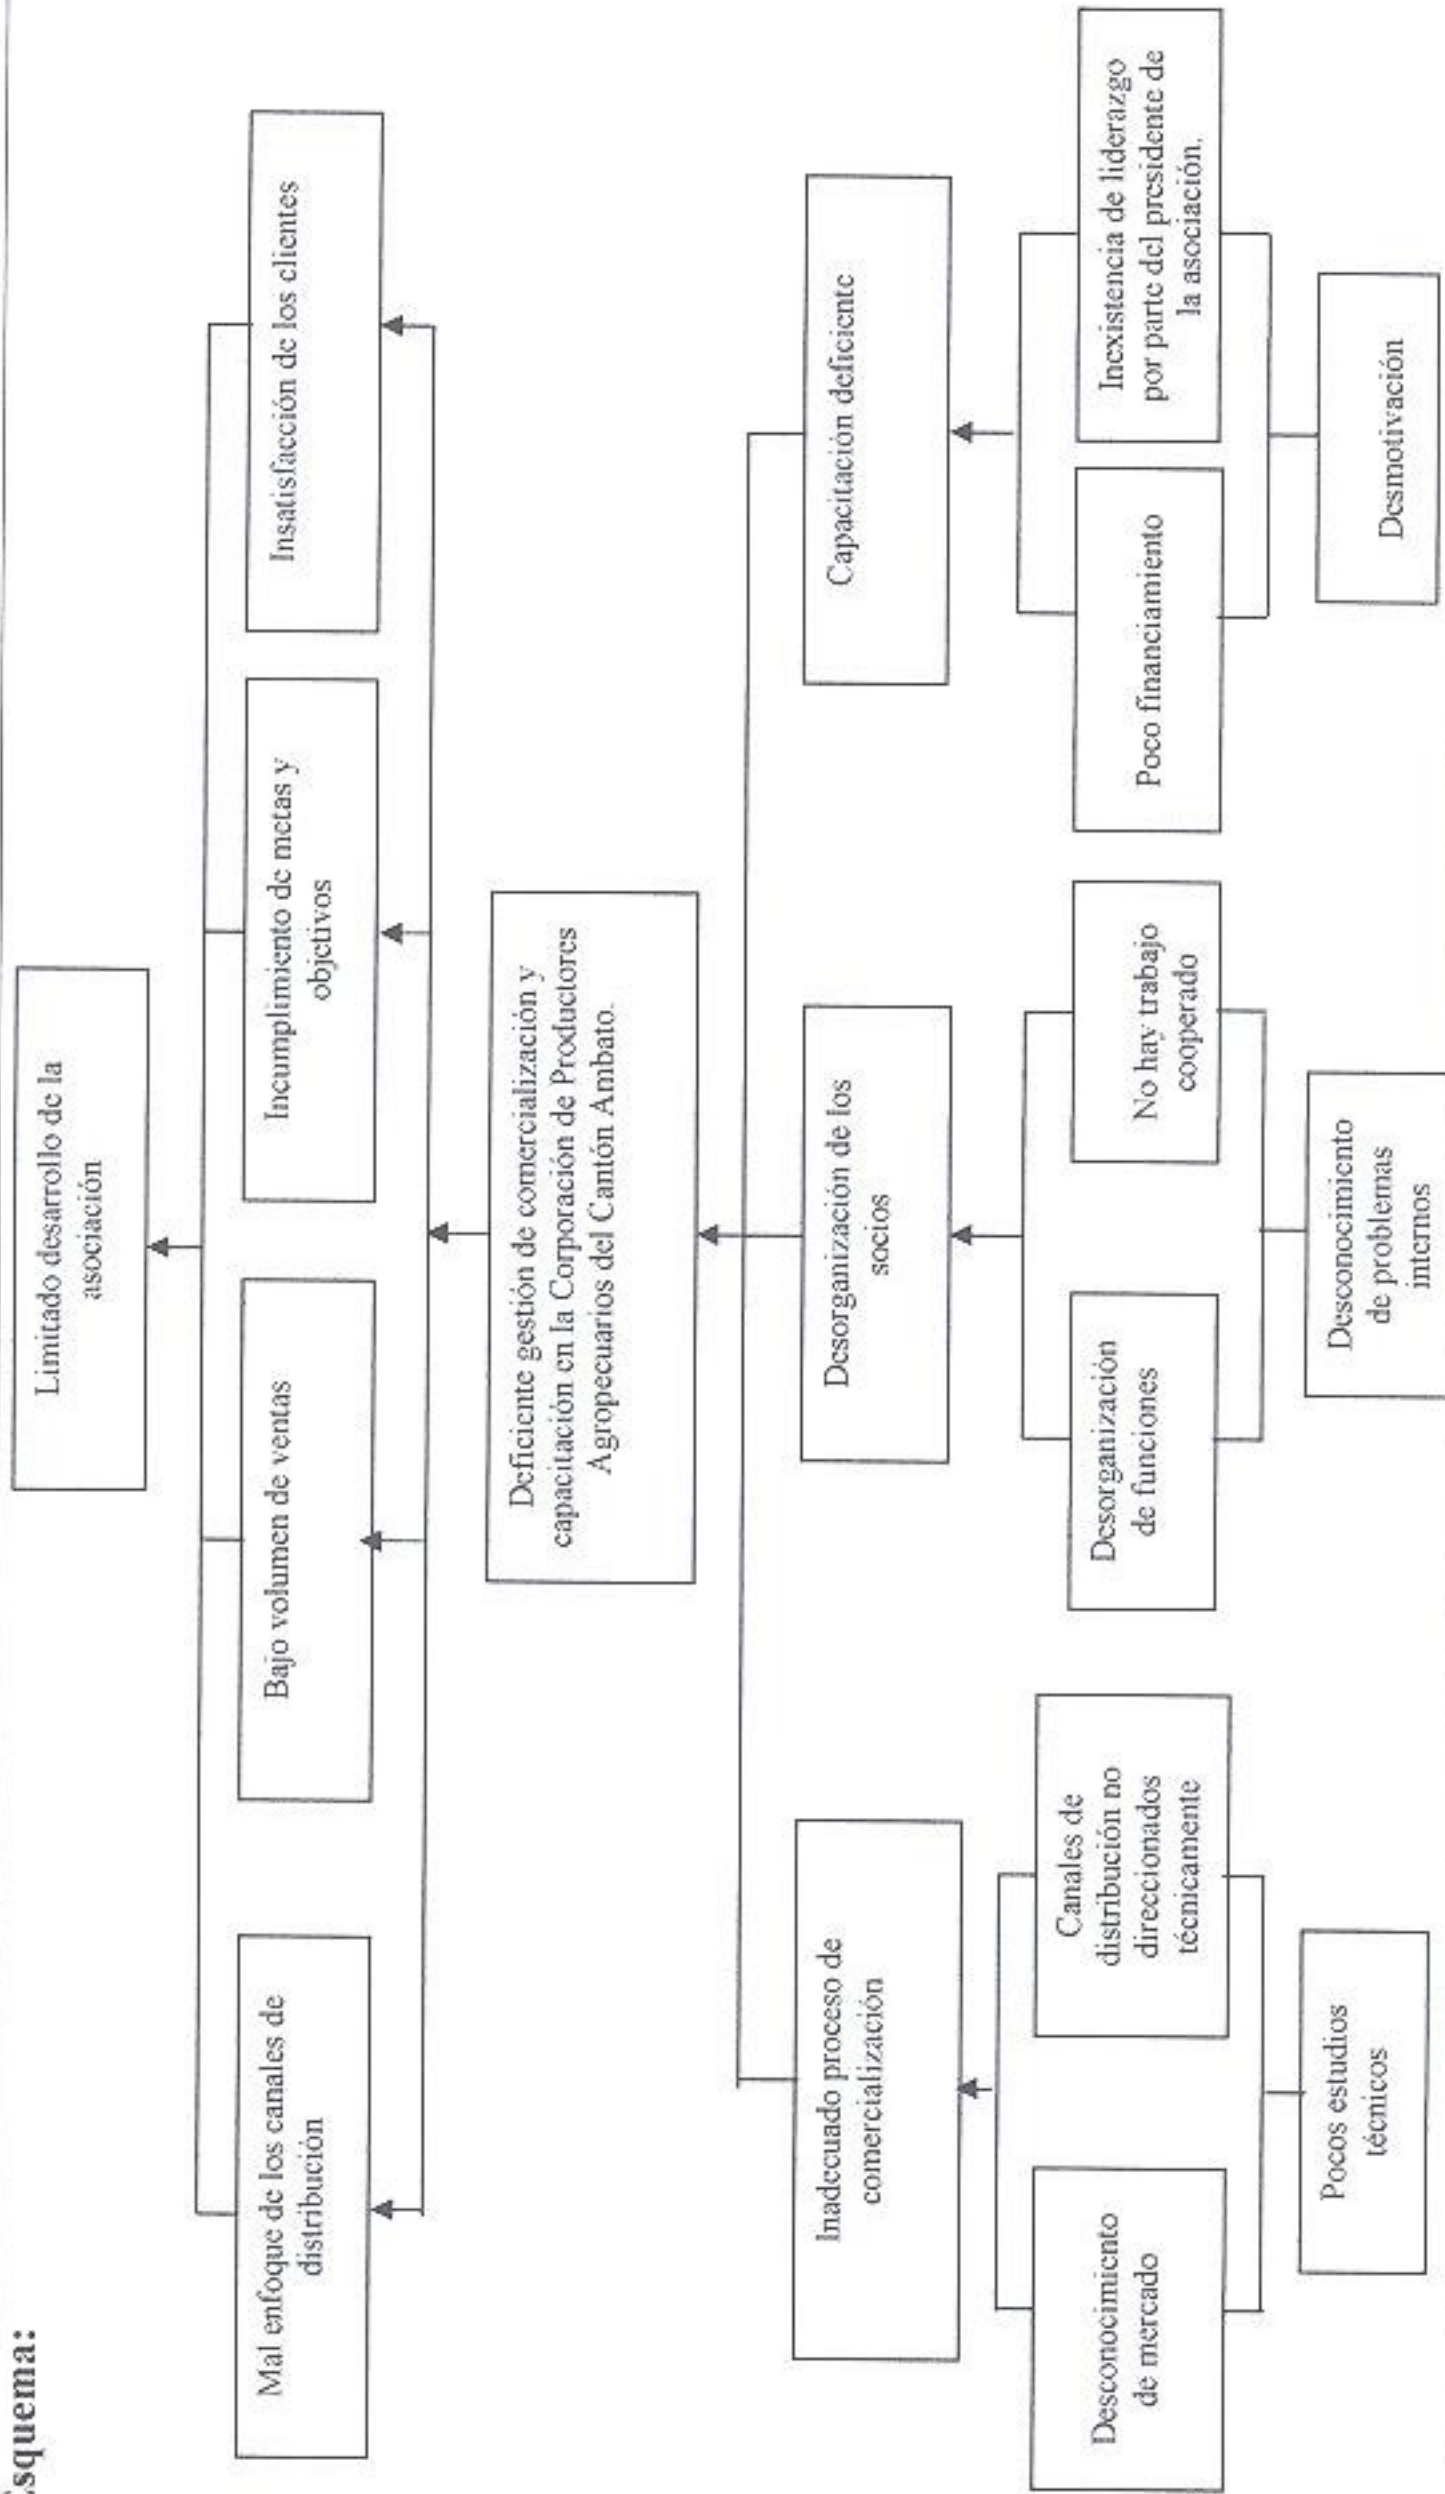 Esquema:
Limitado desarrollo de la
asociación
Mal enfoque de los canales de
distribución
Bajo volumen de ventas
Incumplimiento de metas y
objetivos
Insatisfacción de los clientes
Deficiente gestión de comercialización y
capacitación en la Corporación de Productores
Agropecuarios del Cantón Ambato.
Inadecuado proceso de
comercialización
Desorganización de los
socios
Capacitación deficiente
Desconocimiento
de mercado
Canales de
distribución no
direccionados
técnicamente
Desorganización
de funciones
No hay trabajo
cooperado
Poco financiamiento
Inexistencia de liderazgo
por parte del presidente de
la asociación.
Pocos estudios
técnicos
Desconocimiento
de problemas
internos
Desmotivación